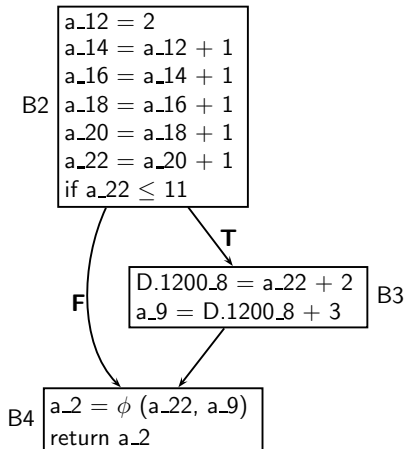 a_12 = 2
a_14 = a_12 + 1
a_16 = a_14 + 1
a_18 = a_16 + 1
a_20 = a_18 + 1
a_22 = a_20 + 1
if a_22 ≤ 11
B2
T
F
D.1200_8 = a_22 + 2
a_9 = D.1200_8 + 3
B3
B4
a_2 = ϕ (a_22, a_9)
return a_2